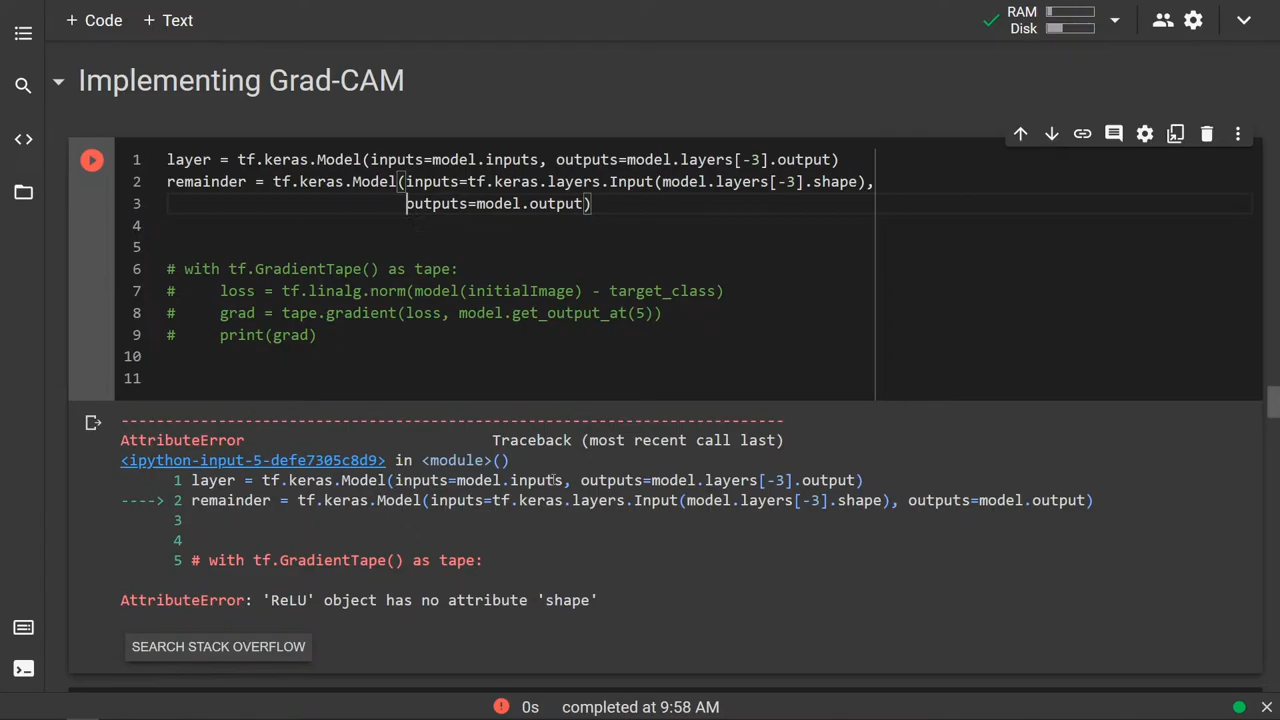 + Code + Text
RAM
Disk
Implementing Grad-CAM
1 layer = tf.keras.Model(inputs=model.inputs, outputs=model.layers[-3].output)
2 remainder = tf.keras.Model(inputs=tf.keras.layers.Input(model.layers[-3].shape),
3 outputs=model.output)
4
5
6 # with tf.GradientTape() as tape:
7 # loss = tf.linalg.norm(model(initialImage) - target_class)
8 # grad = tape.gradient(loss, model.get_output_at(5))
9 # print(grad)
10
11
---------------------------------------------------------------------------
AttributeError Traceback (most recent call last)
<ipython-input-5-defe7305c8d9> in <module>()
1 layer = tf.keras.Model(inputs=model.inputs, outputs=model.layers[-3].output)
----> 2 remainder = tf.keras.Model(inputs=tf.keras.layers.Input(model.layers[-3].shape), outputs=model.output)
3
4
5 # with tf.GradientTape() as tape:
AttributeError: 'ReLU' object has no attribute 'shape'
SEARCH STACK OVERFLOW
0s completed at 9:58 AM